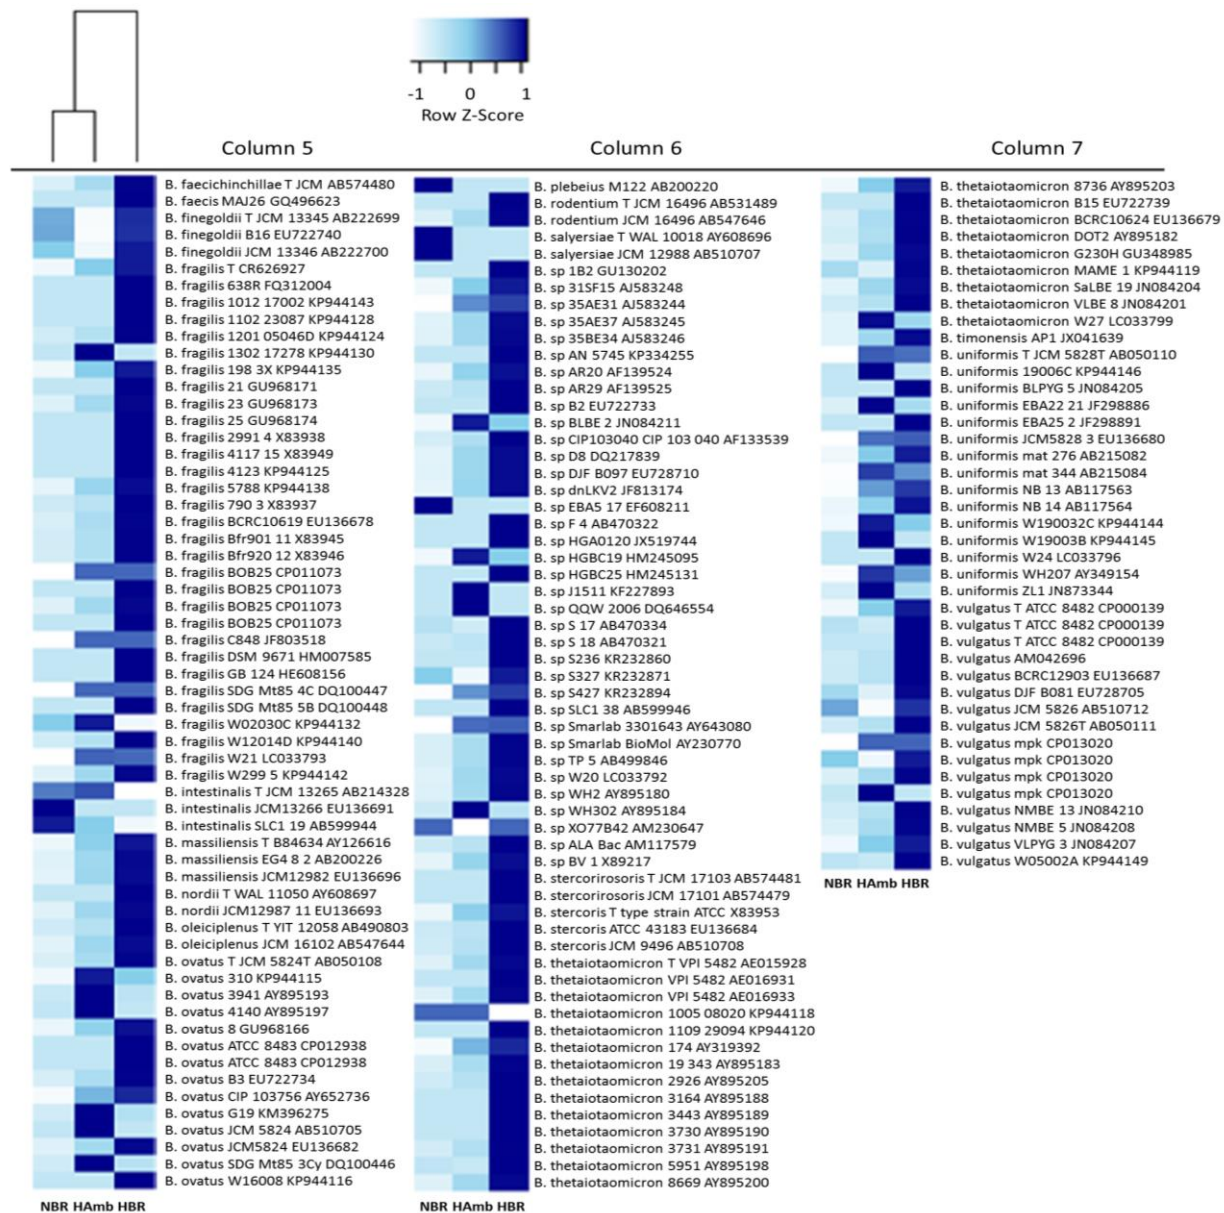 -1 0 1
Row Z-Score
Column 5
B. faecichinchillae T JCM AB574480
B. faecis MAJ26 GQ496623
B. finegoldii T JCM 13345 AB222699
B. finegoldii B16 EU722740
B. finegoldii JCM 13346 AB222700
B. fragilis T CR626927
B. fragilis 638R FQ312004
B. fragilis 1012 17002 KP944143
B. fragilis 1102 23087 KP944128
B. fragilis 1201 05046D KP944124
B. fragilis 1302 17278 KP944130
B. fragilis 198 3X KP944135
B. fragilis 21 GU968171
B. fragilis 23 GU968173
B. fragilis 25 GU968174
B. fragilis 2991 4 X83938
B. fragilis 4117 15 X83949
B. fragilis 4123 KP944125
B. fragilis 5788 KP944138
B. fragilis 790 3 X83937
B. fragilis BCRC10619 EU136678
B. fragilis Bfr901 11 X83945
B. fragilis Bfr920 12 X83946
B. fragilis BOB25 CP011073
B. fragilis BOB25 CP011073
B. fragilis BOB25 CP011073
B. fragilis BOB25 CP011073
B. fragilis C848 JF803518
B. fragilis DSM 9671 HM007585
B. fragilis GB 124 HE608156
B. fragilis SDG Mt85 4C DQ100447
B. fragilis SDG Mt85 5B DQ100448
B. fragilis W02030C KP944132
B. fragilis W12014D KP944140
B. fragilis W21 LC033793
B. fragilis W299 5 KP944142
B. intestinalis T JCM 13265 AB214328
B. intestinalis JCM13266 EU136691
B. intestinalis SLC1 19 AB599944
B. massiliensis T B84634 AY126616
B. massiliensis EG4 8 2 AB200226
B. massiliensis JCM12982 EU136696
B. nordii T WAL 11050 AY608697
B. nordii JCM12987 11 EU136693
B. oleiciplenus T YIT 12058 AB490803
B. oleiciplenus JCM 16102 AB547644
B. ovatus T JCM 5824T AB050108
B. ovatus 310 KP944115
B. ovatus 3941 AY895193
B. ovatus 4140 AY895197
B. ovatus 8 GU968166
B. ovatus ATCC 8483 CP012938
B. ovatus ATCC 8483 CP012938
B. ovatus B3 EU722734
B. ovatus CIP 103756 AY652736
B. ovatus G19 KM396275
B. ovatus JCM 5824 AB510705
B. ovatus JCM5824 EU136682
B. ovatus SDG Mt85 3Cy DQ100446
B. ovatus W16008 KP944116
NBR HAmb HBR
Column 6
B. plebeius M122 AB200220
B. rodentium T JCM 16496 AB531489
B. rodentium JCM 16496 AB547646
B. salyersiae T WAL 10018 AY608696
B. salyersiae JCM 12988 AB510707
B. sp 1B2 GU130202
B. sp 31SF15 AJ583248
B. sp 35AE31 AJ583244
B. sp 35AE37 AJ583245
B. sp 35BE34 AJ583246
B. sp AN 5745 KP334255
B. sp AR20 AF139524
B. sp AR29 AF139525
B. sp B2 EU722733
B. sp BLBE 2 JN084211
B. sp CIP103040 CIP 103 040 AF133539
B. sp D8 DQ217839
B. sp DJF B097 EU728710
B. sp dnLKV2 JF813174
B. sp EBA5 17 EF608211
B. sp F 4 AB470322
B. sp HGA0120 JX519744
B. sp HGBC19 HM245095
B. sp HGBC25 HM245131
B. sp J1511 KF227893
B. sp QQW 2006 DQ646554
B. sp S 17 AB470334
B. sp S 18 AB470321
B. sp S236 KR232860
B. sp S327 KR232871
B. sp S427 KR232894
B. sp SLC1 38 AB599946
B. sp Smarlab 3301643 AY643080
B. sp Smarlab BioMol AY230770
B. sp TP 5 AB499846
B. sp W20 LC033792
B. sp WH2 AY895180
B. sp WH302 AY895184
B. sp XO77B42 AM230647
B. sp ALA Bac AM117579
B. sp BV 1 X89217
B. stercorirosoris T JCM 17103 AB574481
B. stercorirosoris JCM 17101 AB574479
B. stercoris T type strain ATCC X83953
B. stercoris ATCC 43183 EU136684
B. stercoris JCM 9496 AB510708
B. thetaiotaomicron T VPI 5482 AE015928
B. thetaiotaomicron VPI 5482 AE016931
B. thetaiotaomicron VPI 5482 AE016933
B. thetaiotaomicron 1005 08020 KP944118
B. thetaiotaomicron 1109 29094 KP944120
B. thetaiotaomicron 174 AY319392
B. thetaiotaomicron 19 343 AY895183
B. thetaiotaomicron 2926 AY895205
B. thetaiotaomicron 3164 AY895188
B. thetaiotaomicron 3443 AY895189
B. thetaiotaomicron 3730 AY895190
B. thetaiotaomicron 3731 AY895191
B. thetaiotaomicron 5951 AY895198
B. thetaiotaomicron 8669 AY895200
NBR HAmb HBR
Column 7
B. thetaiotaomicron 8736 AY895203
B. thetaiotaomicron B15 EU722739
B. thetaiotaomicron BCRC10624 EU136679
B. thetaiotaomicron DOT2 AY895182
B. thetaiotaomicron G230H GU348985
B. thetaiotaomicron MAME 1 KP944119
B. thetaiotaomicron SaLBE 19 JN084204
B. thetaiotaomicron VLBE 8 JN084201
B. thetaiotaomicron W27 LC033799
B. timonensis AP1 JX041639
B. uniformis T JCM 5828T AB050110
B. uniformis 19006C KP944146
B. uniformis BLPYG 5 JN084205
B. uniformis EBA22 21 JF298886
B. uniformis EBA25 2 JF298891
B. uniformis JCM5828 3 EU136680
B. uniformis mat 276 AB215082
B. uniformis mat 344 AB215084
B. uniformis NB 13 AB117563
B. uniformis NB 14 AB117564
B. uniformis W190032C KP944144
B. uniformis W19003B KP944145
B. uniformis W24 LC033796
B. uniformis WH207 AY349154
B. uniformis ZL1 JN873344
B. vulgatus T ATCC 8482 CP000139
B. vulgatus T ATCC 8482 CP000139
B. vulgatus T ATCC 8482 CP000139
B. vulgatus AM042696
B. vulgatus BCRC12903 EU136687
B. vulgatus DJF B081 EU728705
B. vulgatus JCM 5826 AB510712
B. vulgatus JCM 5826T AB050111
B. vulgatus mpk CP013020
B. vulgatus mpk CP013020
B. vulgatus mpk CP013020
B. vulgatus mpk CP013020
B. vulgatus NMBE 13 JN084210
B. vulgatus NMBE 5 JN084208
B. vulgatus VLPYG 3 JN084207
B. vulgatus W05002A KP944149
NBR HAmb HBR